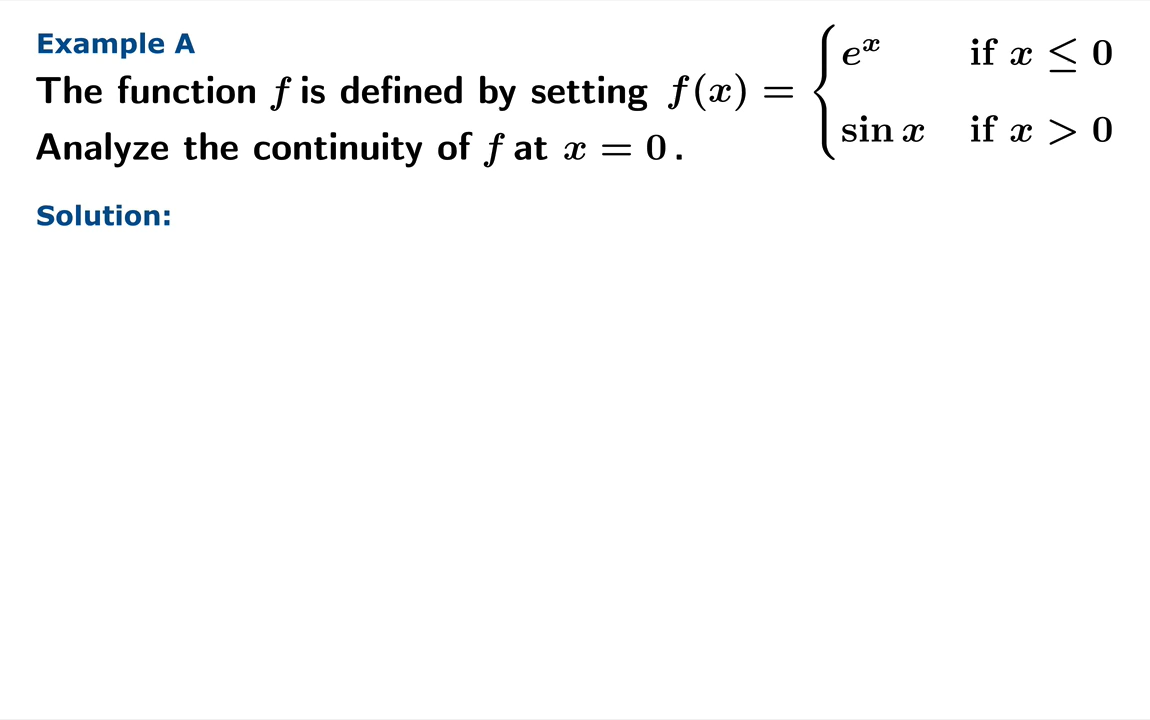 Example A
The function f is defined by setting f(x) = { e^x if x ≤ 0
sin x if x > 0
Analyze the continuity of f at x = 0.
Solution: